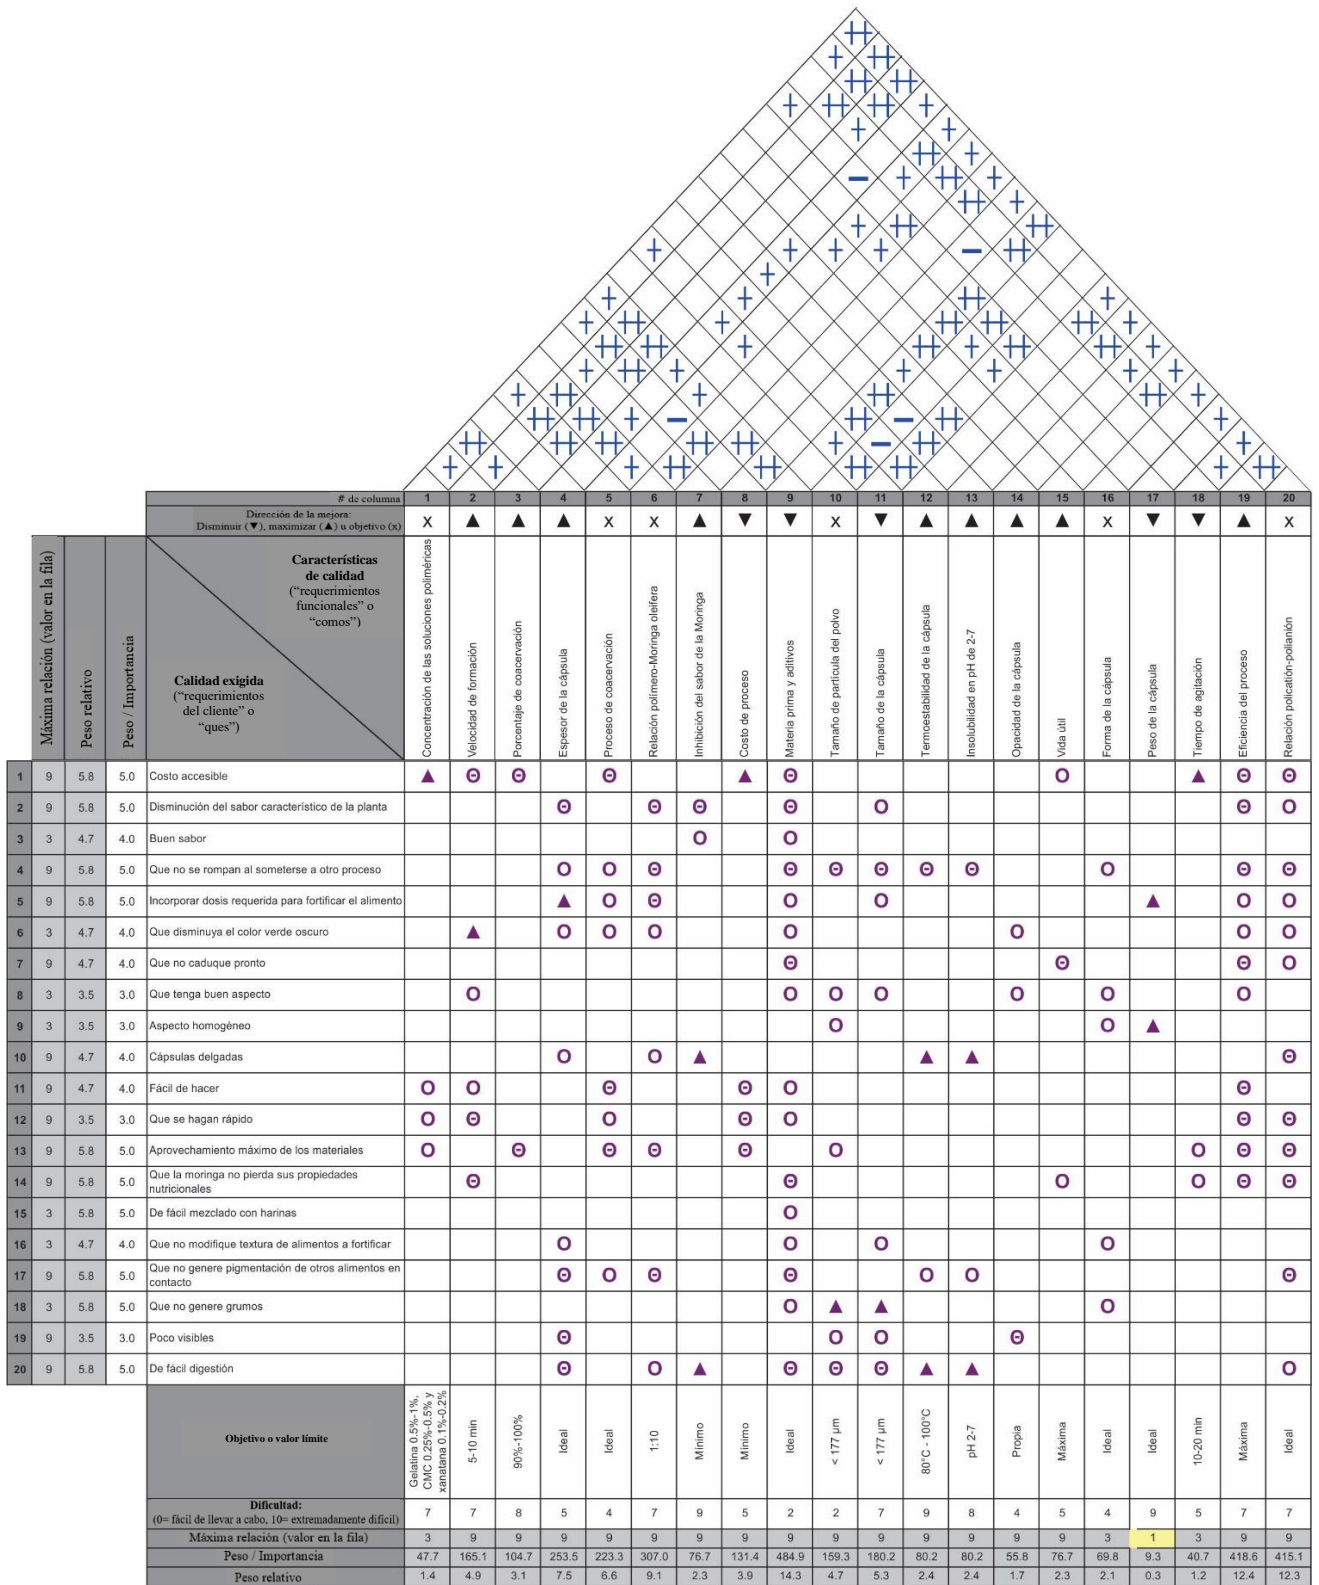 # de columna 1 2 3 4 5 6 7 8 9 10 11 12 13 14 15 16 17 18 19 20
Dirección de la mejora:
Disminuir (▼), maximizar (▲) u objetivo (x) X ▲ ▲ ▲ X X ▲ ▼ ▼ X ▼ ▲ ▲ ▲ ▲ X ▼ ▼ ▲ X
Máxima relación (valor en la fila)
Peso relativo
Peso / Importancia
Características
de calidad
("requerimientos
funcionales" o
"comos")
Calidad exigida
("requerimientos
del cliente" o
"ques")
Concentración de las soluciones poliméricas
Velocidad de formación
Porcentaje de coacervación
Espesor de la cápsula
Proceso de coacervación
Relación polímero-Moringa oleifera
Inhibición del sabor de la Moringa
Costo de proceso
Materia prima y aditivos
Tamaño de partícula del polvo
Tamaño de la cápsula
Termoestabilidad de la cápsula
Insolubilidad en pH de 2-7
Opacidad de la cápsula
Vida útil
Forma de la cápsula
Peso de la cápsula
Tiempo de agitación
Eficiencia del proceso
Relación policatión-polianión
1 9 5.8 5.0 Costo accesible ▲ Θ Θ Θ ▲ Θ O ▲ Θ Θ
2 9 5.8 5.0 Disminución del sabor característico de la planta Θ Θ Θ Θ O Θ O
3 3 4.7 4.0 Buen sabor O O
4 9 5.8 5.0 Que no se rompan al someterse a otro proceso O O Θ Θ Θ Θ Θ Θ O Θ Θ
5 9 5.8 5.0 Incorporar dosis requerida para fortificar el alimento ▲ O Θ O O ▲ O O
6 3 4.7 4.0 Que disminuya el color verde oscuro ▲ O O O O O O O
7 9 4.7 4.0 Que no caduque pronto Θ Θ Θ O
8 3 3.5 3.0 Que tenga buen aspecto O O O O O O O
9 3 3.5 3.0 Aspecto homogéneo O O ▲
10 9 4.7 4.0 Cápsulas delgadas O O ▲ ▲ ▲ Θ
11 9 4.7 4.0 Fácil de hacer O O Θ Θ O Θ
12 9 3.5 3.0 Que se hagan rápido O Θ O Θ O Θ Θ
13 9 5.8 5.0 Aprovechamiento máximo de los materiales O Θ Θ Θ Θ O O Θ Θ
14 9 5.8 5.0 Que la moringa no pierda sus propiedades
nutricionales Θ Θ O O Θ Θ
15 3 5.8 5.0 De fácil mezclado con harinas O
16 3 4.7 4.0 Que no modifique textura de alimentos a fortificar O O O O
17 9 5.8 5.0 Que no genere pigmentación de otros alimentos en
contacto Θ O Θ Θ O O Θ
18 3 5.8 5.0 Que no genere grumos O ▲ ▲ O
19 9 3.5 3.0 Poco visibles Θ O O Θ
20 9 5.8 5.0 De fácil digestión Θ O ▲ Θ Θ Θ ▲ ▲ O
Objetivo o valor límite
Gelatina 0.5%-1%,
CMC 0.25%-0.5% y
xanatana 0.1%-0.2%
5-10 min
90%-100%
Ideal
Ideal
1:10
Mínimo
Mínimo
Ideal
< 177 µm
< 177 µm
80°C - 100°C
pH 2-7
Propia
Máxima
Ideal
Ideal
10-20 min
Máxima
Ideal
Dificultad:
(0= fácil de llevar a cabo, 10= extremadamente difícil) 7 7 8 5 4 7 9 5 2 2 7 9 8 4 5 4 9 5 7 7
Máxima relación (valor en la fila) 3 9 9 9 9 9 9 9 9 9 9 9 9 9 9 3 1 3 9 9
Peso / Importancia 47.7 165.1 104.7 253.5 223.3 307.0 76.7 131.4 484.9 159.3 180.2 80.2 80.2 55.8 76.7 69.8 9.3 40.7 418.6 415.1
Peso relativo 1.4 4.9 3.1 7.5 6.6 9.1 2.3 3.9 14.3 4.7 5.3 2.4 2.4 1.7 2.3 2.1 0.3 1.2 12.4 12.3